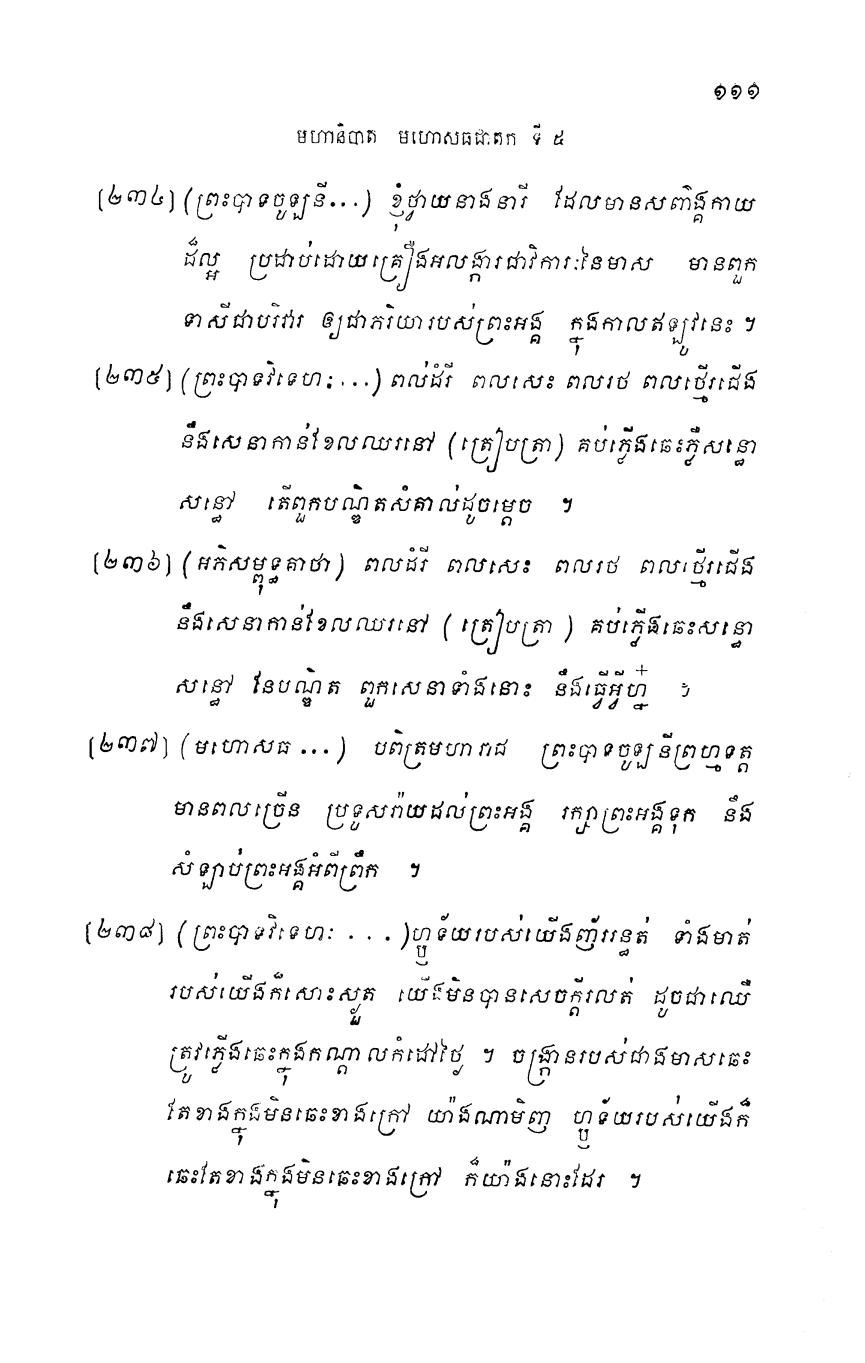 ១១១
មហានិបាត មហោសធជាតក ទី ៥
[២៣៤] (ព្រះបាទចូឡនី...) ខ្ញុំថ្វាយនាងនារី ដែលមានសព៌ាង្គកាយ
ដ៏ល្អ ប្រដាប់ដោយគ្រឿងអលង្ការជាវិការៈនៃមាស មានពួក
ទាសីជាបរិវារ ឲ្យជាភរិយារបស់ព្រះអង្គ ក្នុងកាលឥឡូវនេះ ។
[២៣៥] (ព្រះបាទវិទេហៈ...) ពលដំរី ពលសេះ ពលរថ ពលថ្មើរជើង
នឹងសេនាកាន់ខែលឈរនៅ (ត្រៀបត្រា) គប់ភ្លើងឆេះភ្លឺសន្ធោ
សន្ធៅ តើពួកបណ្ឌិតសំគាល់ដូចម្តេច ។
[២៣៦] (អភិសម្ពុទ្ធគាថា) ពលដំរី ពលសេះ ពលរថ ពលថ្មើរជើង
នឹងសេនាកាន់ខែលឈរនៅ (ត្រៀបត្រា) គប់ភ្លើងឆេះសន្ធោ
សន្ធៅ នែបណ្ឌិត ពួកសេនាទាំងនោះ នឹងធ្វើអ្វីហ្ន៎ ។
[២៣៧] (មហោសធ...) បពិត្រមហារាជ ព្រះបាទចូឡនីព្រហ្មទត្ត
មានពលច្រើន ប្រទូសរ៉ាយដល់ព្រះអង្គ រក្សាព្រះអង្គទុក នឹង
សំឡាប់ព្រះអង្គអំពីព្រឹក ។
[២៣៨] (ព្រះបាទវិទេហៈ...) ហ្ឫទ័យរបស់យើងញ័ររន្ធត់ ទាំងមាត់
របស់យើងក៏សោះស្ងួត យើងមិនបានសេចក្តីរលត់ ដូចជាឈើ
ត្រូវភ្លើងឆេះក្នុងកណ្តាលកំដៅថ្ងៃ ។ ចង្ក្រានរបស់ជាងមាសឆេះ
តែខាងក្នុងមិនឆេះខាងក្រៅ យ៉ាងណាមិញ ហ្ឫទ័យរបស់យើងក៏
ឆេះតែខាងក្នុងមិនឆេះខាងក្រៅ ក៏យ៉ាងនោះដែរ ។